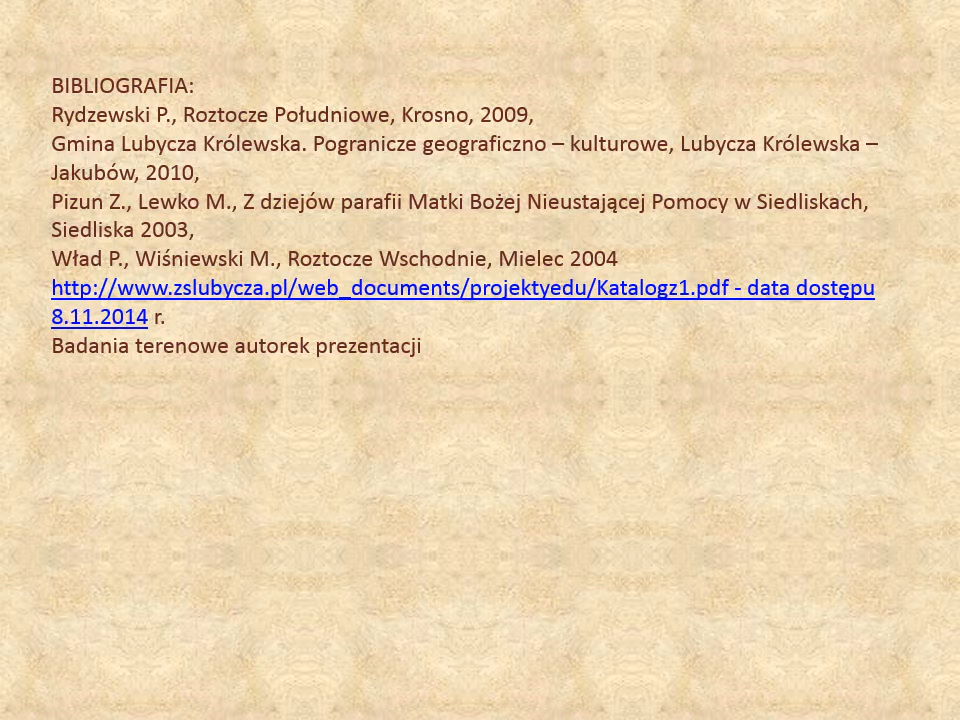 BIBLIOGRAFIA:
Rydzewski P., Roztocze Południowe, Krosno, 2009,
Gmina Lubycza Królewska. Pogranicze geograficzno – kulturowe, Lubycza Królewska –
Jakubów, 2010,
Pizun Z., Lewko M., Z dziejów parafii Matki Bożej Nieustającej Pomocy w Siedliskach,
Siedliska 2003,
Wład P., Wiśniewski M., Roztocze Wschodnie, Mielec 2004
http://www.zslubycza.pl/web_documents/projektyedu/Katalogz1.pdf - data dostępu
8.11.2014 r.
Badania terenowe autorek prezentacji